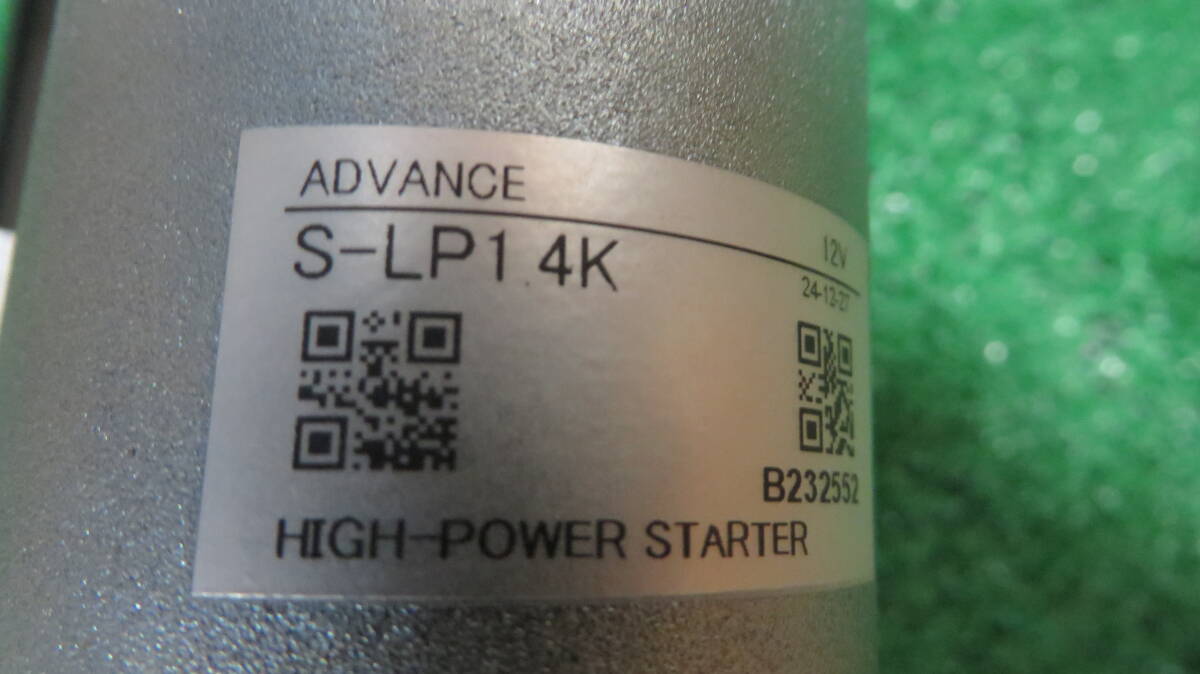 ADVANCE
S-LP1.4K
12V
24-12-27
B232552
HIGH-POWER STARTER